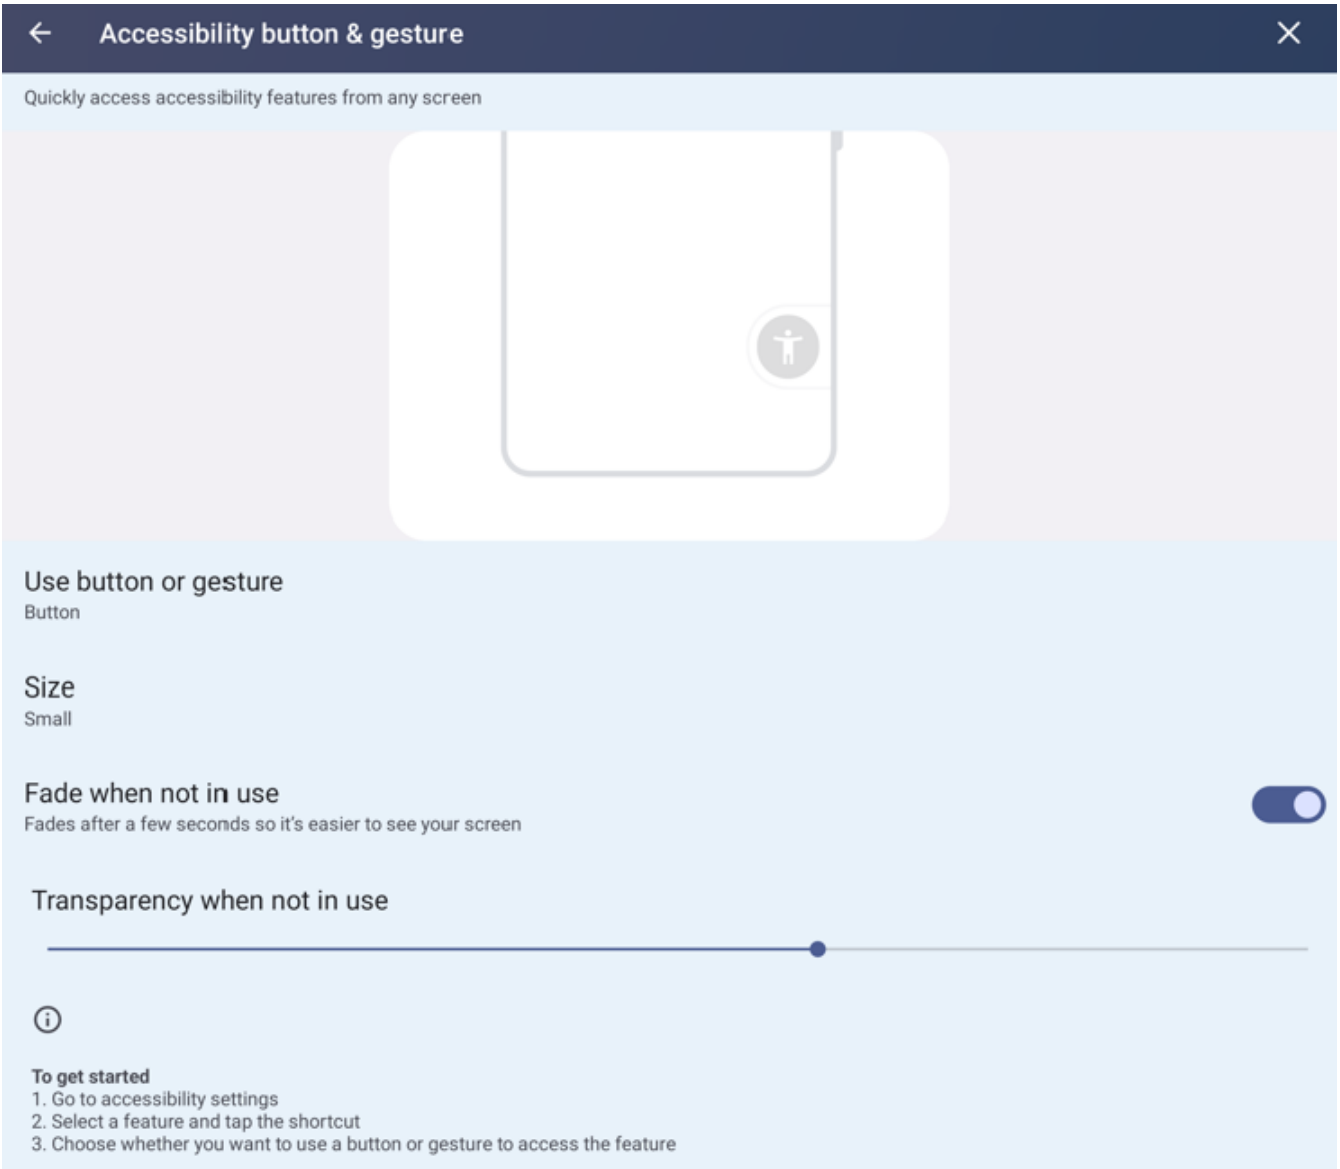 Accessibility button & gesture
Quickly access accessibility features from any screen
Use button or gesture
Button
Size
Small
Fade when not in use
Fades after a few seconds so it's easier to see your screen
Transparency when not in use
To get started
1. Go to accessibility settings
2. Select a feature and tap the shortcut
3. Choose whether you want to use a button or gesture to access the feature